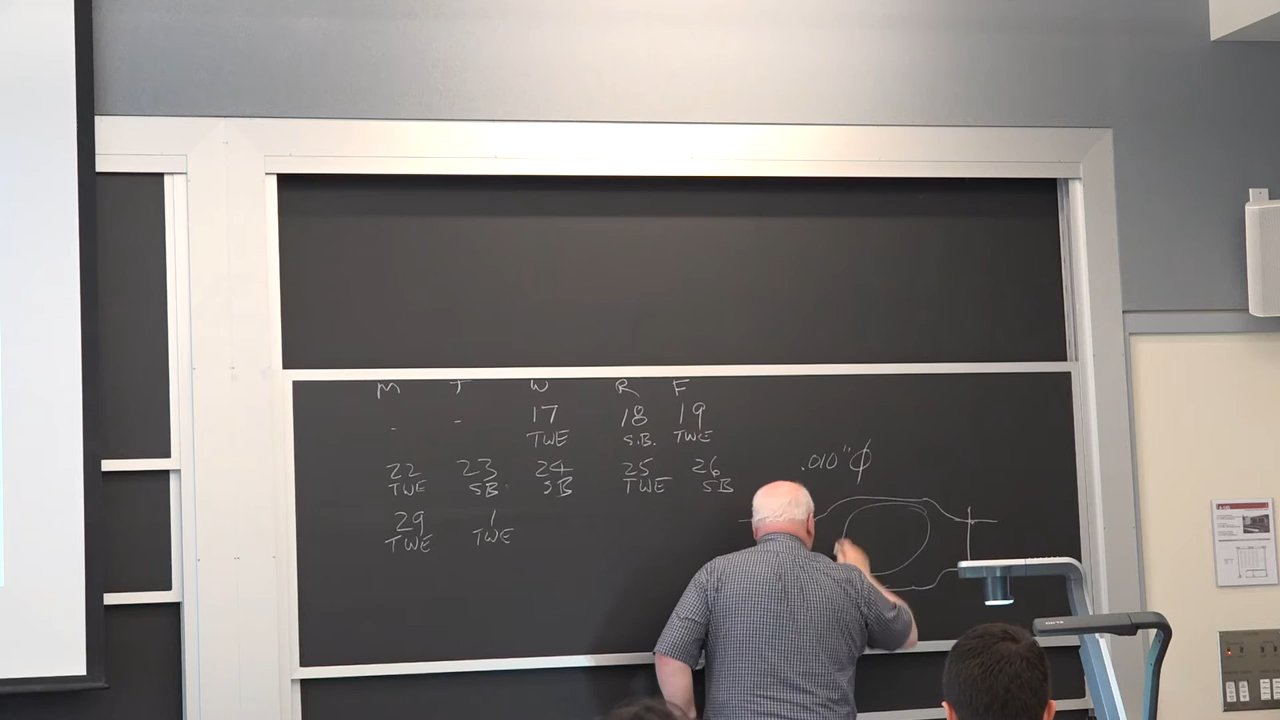 M T W R F
- - 17 18 19
TWE S.B. TWE
22 23 24 25 26
TWE SB SB TWE SB
29 1
TWE TWE
.010"ϕ